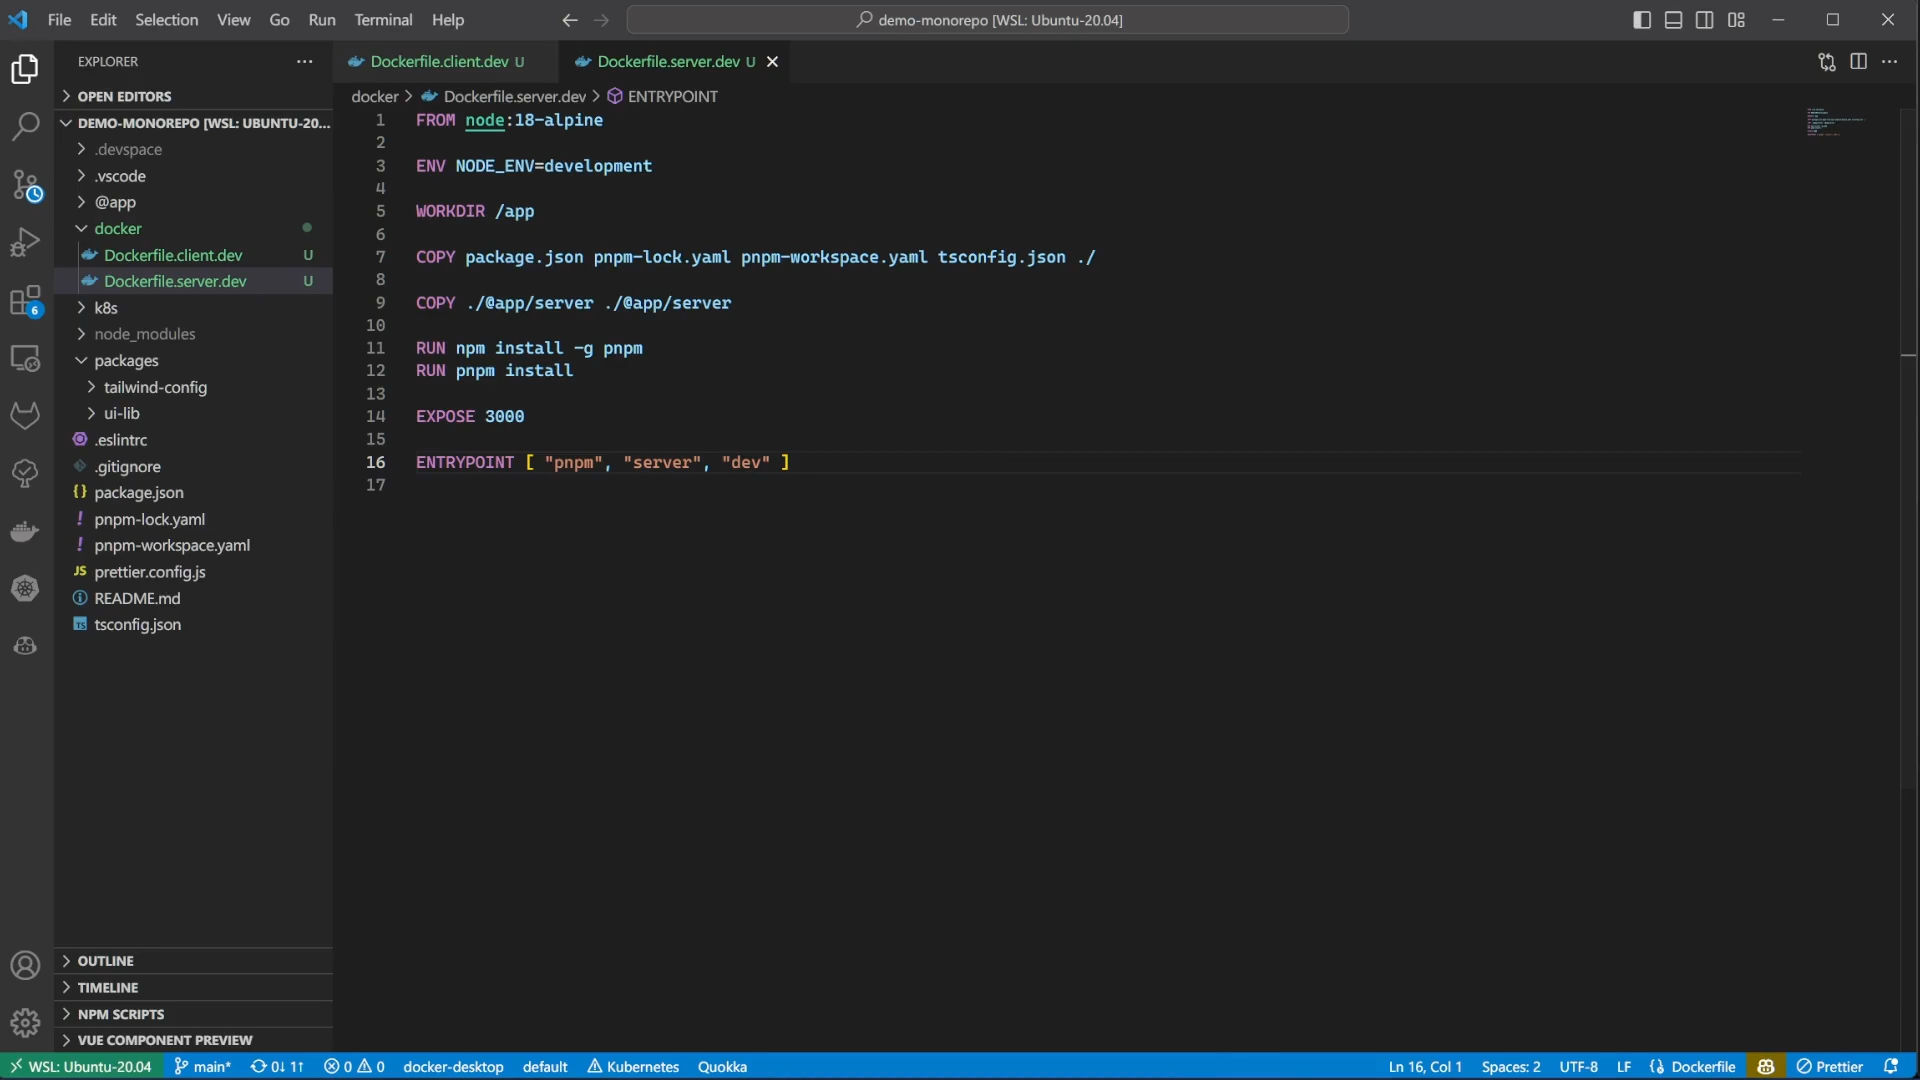 File Edit Selection View Go Run Terminal Help
demo-monorepo [WSL: Ubuntu-20.04]
EXPLORER
OPEN EDITORS
DEMO-MONOREPO [WSL: UBUNTU-20...
.devspace
.vscode
@app
docker
Dockerfile.client.dev U
Dockerfile.server.dev U
k8s
node_modules
packages
tailwind-config
ui-lib
.eslintrc
.gitignore
package.json
pnpm-lock.yaml
pnpm-workspace.yaml
prettier.config.js
README.md
tsconfig.json
OUTLINE
TIMELINE
NPM SCRIPTS
VUE COMPONENT PREVIEW
6
Dockerfile.client.dev U Dockerfile.server.dev U
docker > Dockerfile.server.dev > ENTRYPOINT
1 FROM node:18-alpine
2
3 ENV NODE_ENV=development
4
5 WORKDIR /app
6
7 COPY package.json pnpm-lock.yaml pnpm-workspace.yaml tsconfig.json ./
8
9 COPY ./@app/server ./@app/server
10
11 RUN npm install -g pnpm
12 RUN pnpm install
13
14 EXPOSE 3000
15
16 ENTRYPOINT [ "pnpm", "server", "dev" ]
17
WSL: Ubuntu-20.04 main* 0↓ 1↑ 0 0 docker-desktop default Kubernetes Quokka Ln 16, Col 1 Spaces: 2 UTF-8 LF Dockerfile Prettier